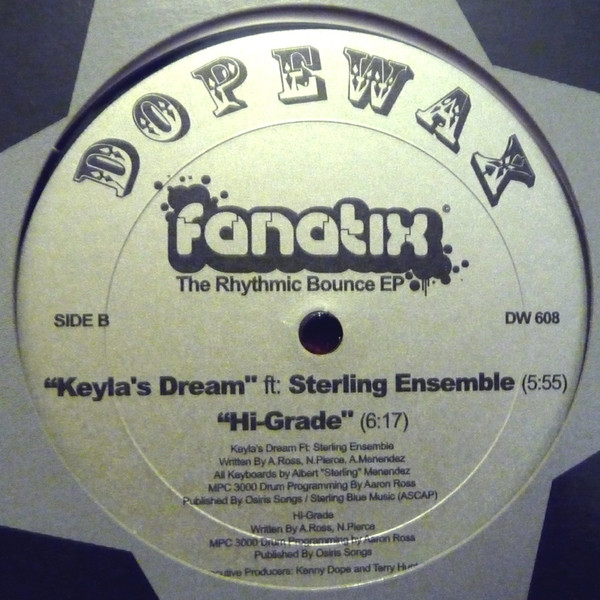 DOPEWAX
fanatix ©
The Rhythmic Bounce EP
SIDE B
DW 608
“Keyla's Dream" ft: Sterling Ensemble (5:55)
“Hi-Grade" (6:17)
Keyla's Dream Ft: Sterling Ensemble
Written By A.Ross, N.Pierce, A.Menendez
All Keyboards by Albert "Sterling" Menendez
MPC 3000 Drum Programming By Aaron Ross
Published By Osiris Songs / Sterling Blue Music (ASCAP)
Hi-Grade
Written By A.Ross, N.Pierce
MPC 3000 Drum Programming by Aaron Ross
Published By Osiris Songs
Producers: Kenny Dope and Terry